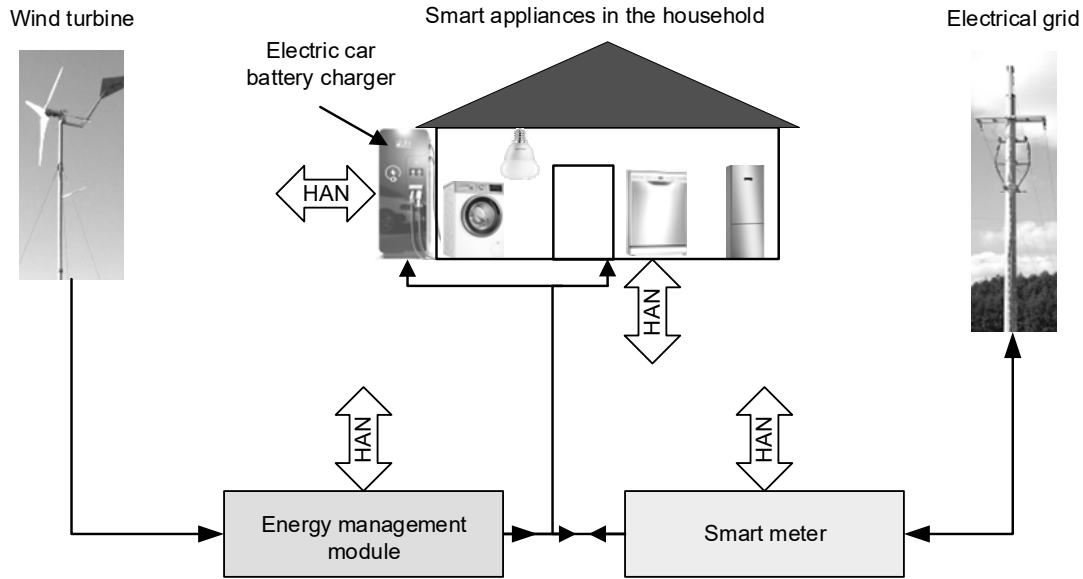 Wind turbine
Smart appliances in the household
Electrical grid
Electric car
battery charger
HAN
HAN
HAN
HAN
Energy management
module
Smart meter